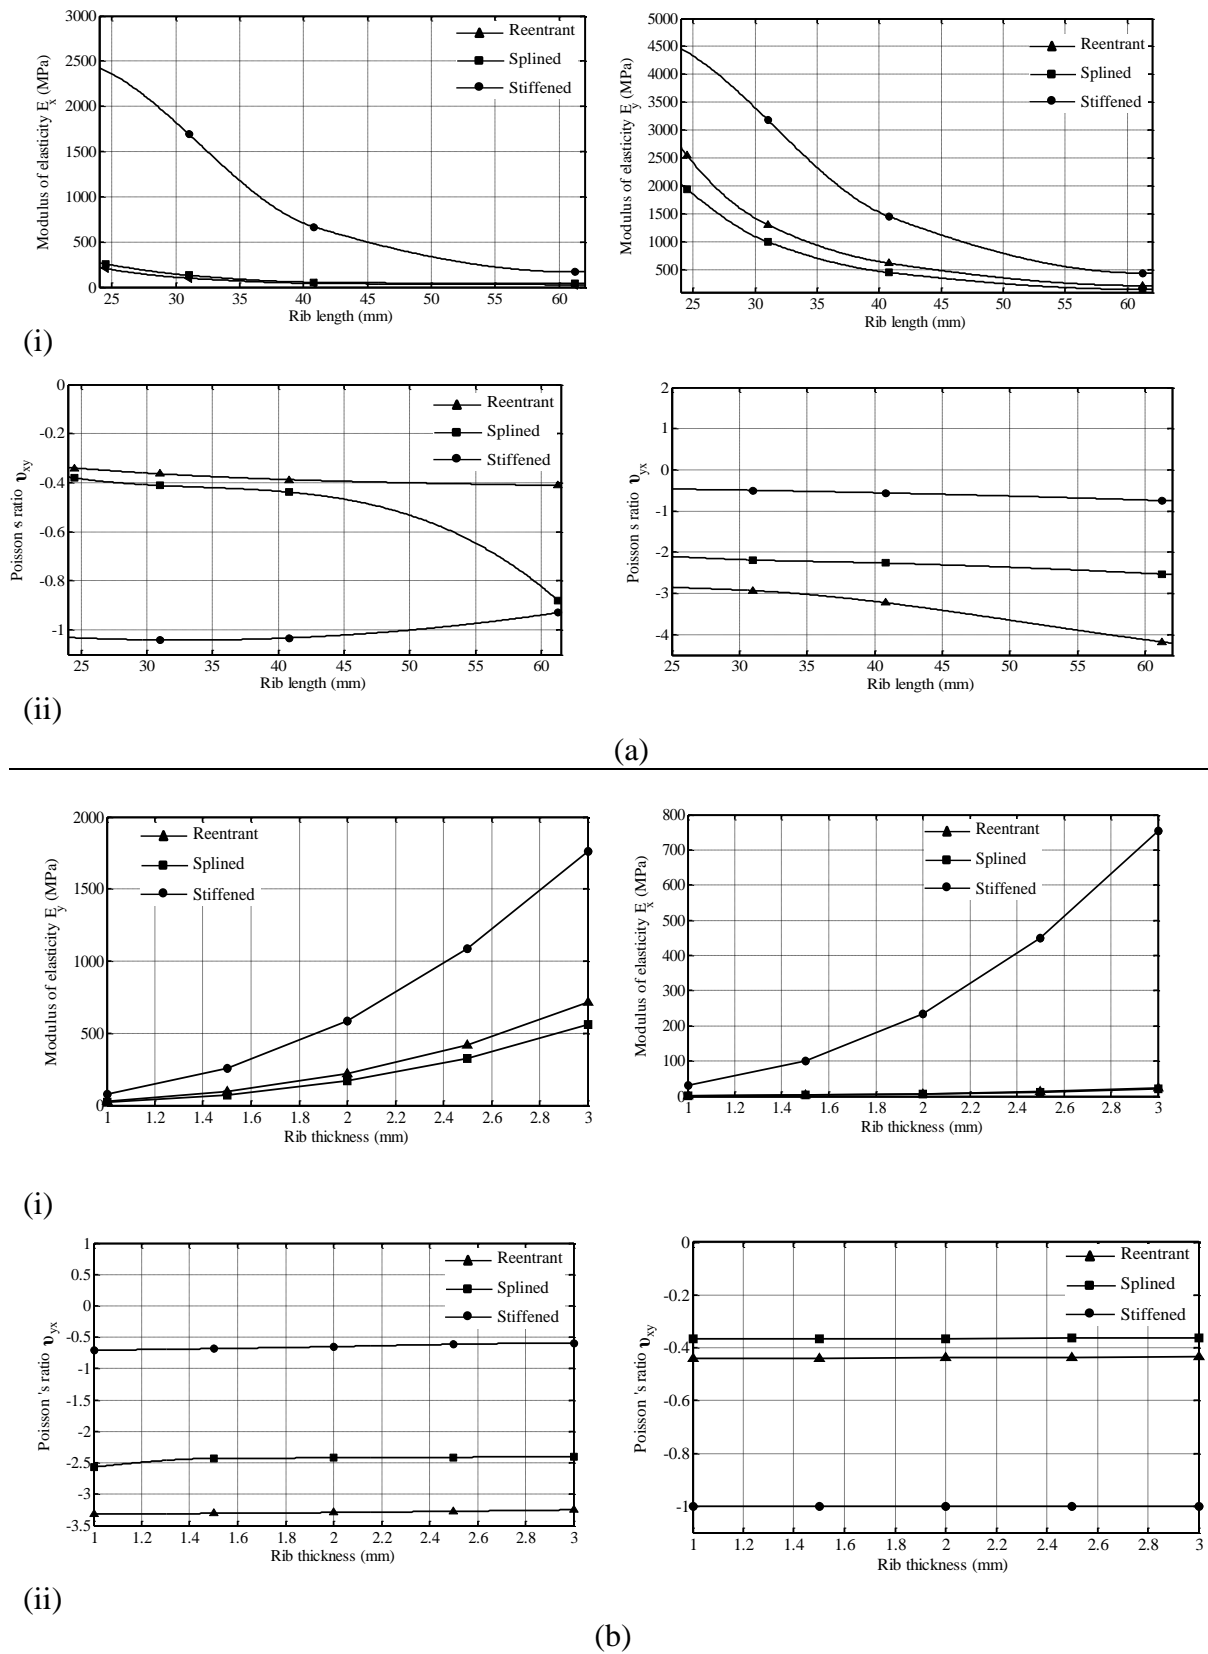 3000
2500
2000
1500
1000
500
0
25 30 35 40 45 50 55 60
Modulus of elasticity Ex (MPa)
Rib length (mm)
Reentrant
Splined
Stiffened
5000
4500
4000
3500
3000
2500
2000
1500
1000
500
25 30 35 40 45 50 55 60
Modulus of elasticity Ey (MPa)
Rib length (mm)
Reentrant
Splined
Stiffened
(i)
0
-0.2
-0.4
-0.6
-0.8
-1
25 30 35 40 45 50 55 60
Poisson's ratio υxy
Rib length (mm)
Reentrant
Splined
Stiffened
2
1
0
-1
-2
-3
-4
25 30 35 40 45 50 55 60
Poisson s ratio υyx
Rib length (mm)
Reentrant
Splined
Stiffened
(ii)
(a)
2000
1500
1000
500
0
1 1.2 1.4 1.6 1.8 2 2.2 2.4 2.6 2.8 3
Modulus of elasticity Ey (MPa)
Rib thickness (mm)
Reentrant
Splined
Stiffened
800
700
600
500
400
300
200
100
0
1 1.2 1.4 1.6 1.8 2 2.2 2.4 2.6 2.8 3
Modulus of elasticity Ex (MPa)
Rib thickness (mm)
Reentrant
Splined
Stiffened
(i)
1
0.5
0
-0.5
-1
-1.5
-2
-2.5
-3
-3.5
1 1.2 1.4 1.6 1.8 2 2.2 2.4 2.6 2.8 3
Poisson 's ratio υyx
Rib thickness (mm)
Reentrant
Splined
Stiffened
0
-0.2
-0.4
-0.6
-0.8
-1
1 1.2 1.4 1.6 1.8 2 2.2 2.4 2.6 2.8 3
Poisson 's ratio υxy
Rib thickness (mm)
Reentrant
Splined
Stiffened
(ii)
(b)